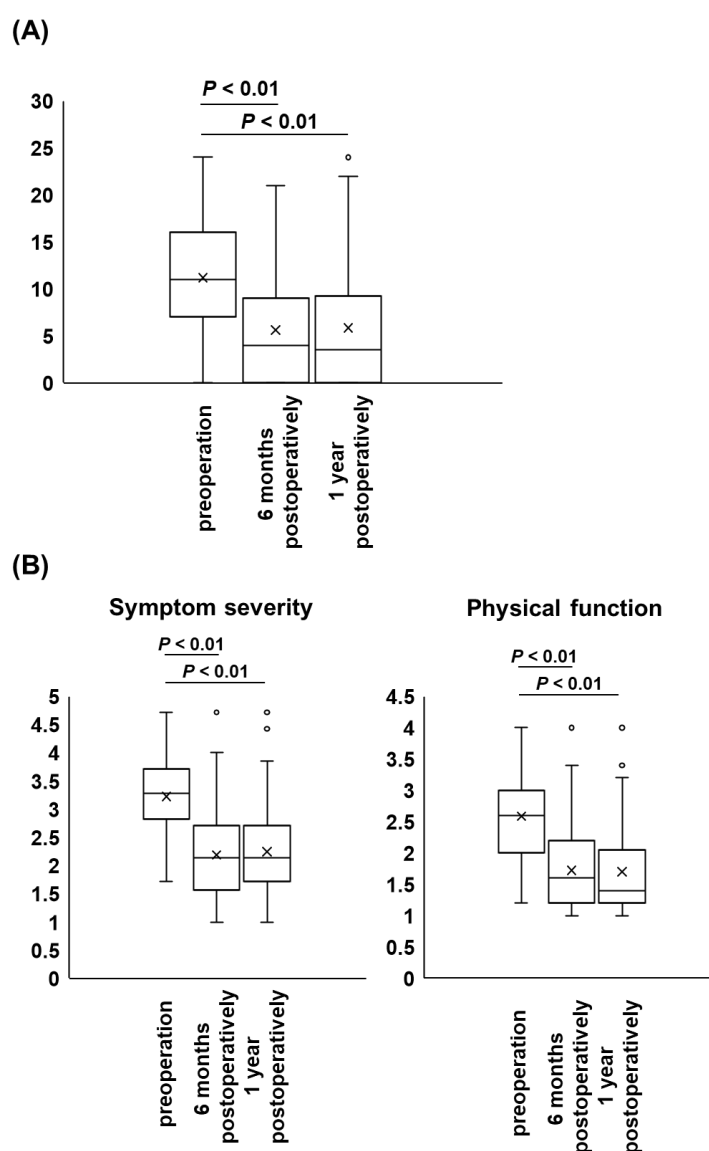 (A)
P < 0.01
P < 0.01
30
25
20
15
10
5
0
preoperation
6 months
postoperatively
1 year
postoperatively
(B)
Symptom severity
P < 0.01
P < 0.01
5
4.5
4
3.5
3
2.5
2
1.5
1
0.5
0
preoperation
6 months
postoperatively
1 year
postoperatively
Physical function
P < 0.01
P < 0.01
4.5
4
3.5
3
2.5
2
1.5
1
0.5
0
preoperation
6 months
postoperatively
1 year
postoperatively